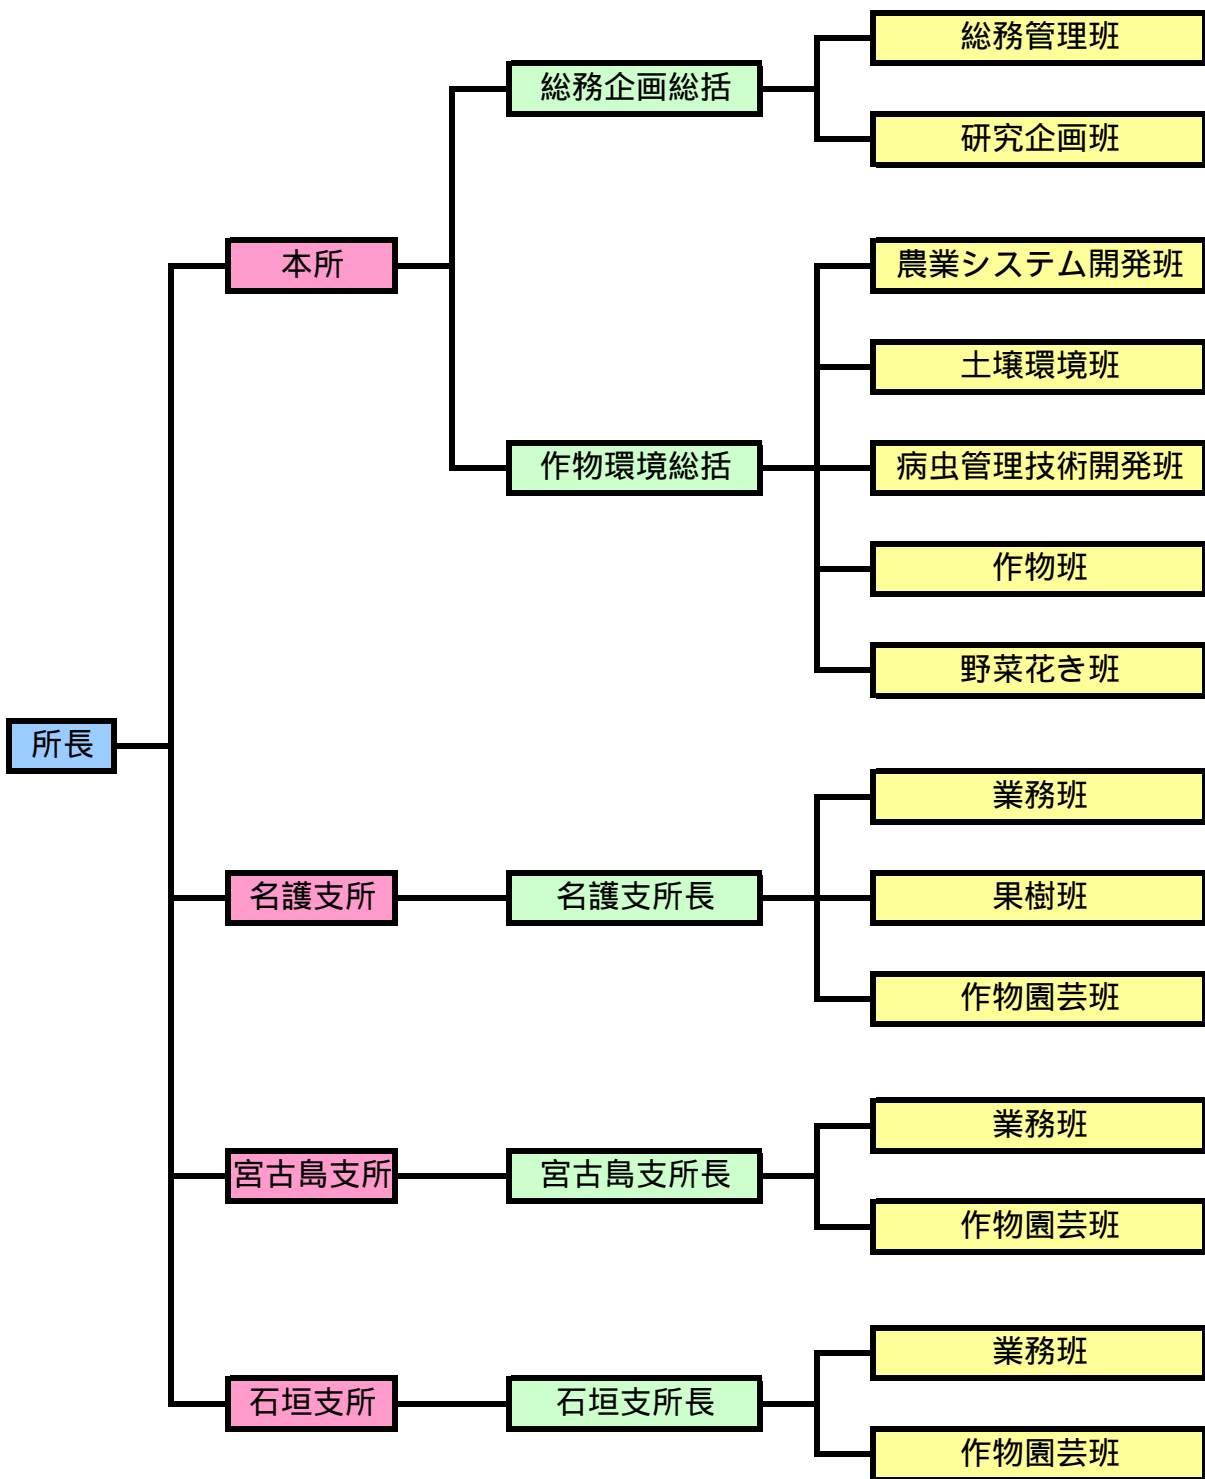 所長
本所
総務企画総括
総務管理班
研究企画班
作物環境総括
農業システム開発班
土壌環境班
病虫管理技術開発班
作物班
野菜花き班
名護支所
名護支所長
業務班
果樹班
作物園芸班
宮古島支所
宮古島支所長
業務班
作物園芸班
石垣支所
石垣支所長
業務班
作物園芸班